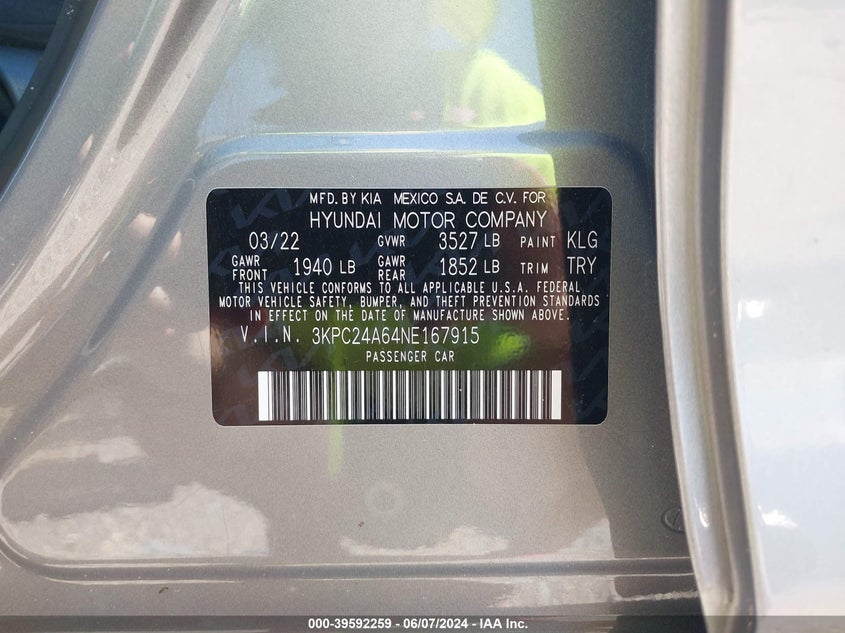 MFD. BY KIA MEXICO S.A. DE C.V. FOR
HYUNDAI MOTOR COMPANY
03/22 GVWR 3527 LB PAINT KLG
GAWR FRONT 1940 LB GAWR REAR 1852 LB TRIM TRY
THIS VEHICLE CONFORMS TO ALL APPLICABLE U.S.A. FEDERAL
MOTOR VEHICLE SAFETY, BUMPER, AND THEFT PREVENTION STANDARDS
IN EFFECT ON THE DATE OF MANUFACTURE SHOWN ABOVE.
V.I.N. 3KPC24A64NE167915
PASSENGER CAR
000-39592259 - 06/07/2024 - IAA Inc.